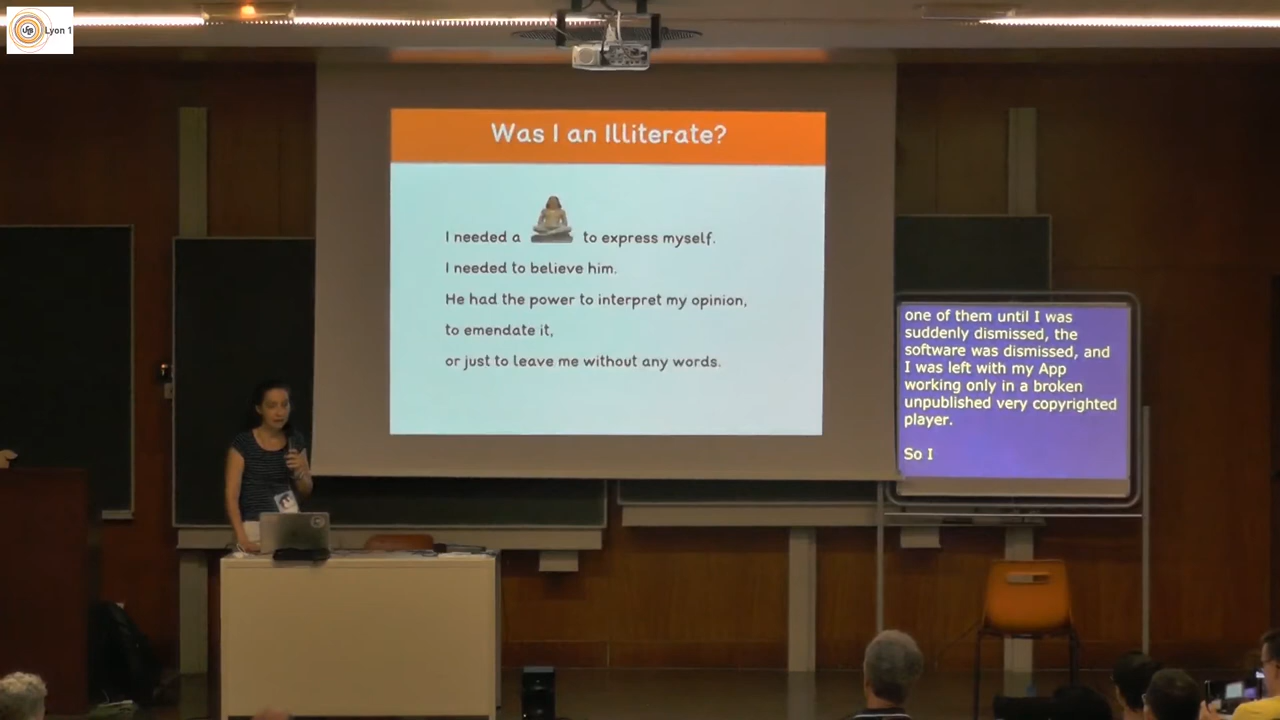 Lyon 1
Was I an Illiterate?
I needed a to express myself.
I needed to believe him.
He had the power to interpret my opinion,
to emendate it,
or just to leave me without any words.
one of them until I was
suddenly dismissed, the
software was dismissed, and
I was left with my App
working only in a broken
unpublished very copyrighted
player.
So I